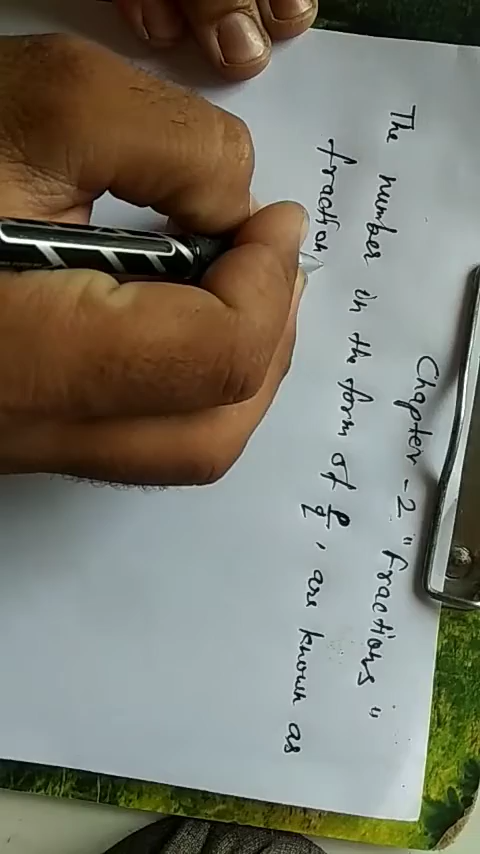 Chapter - 2 "fractions"
The number in the form of p/q, are known as
fraction